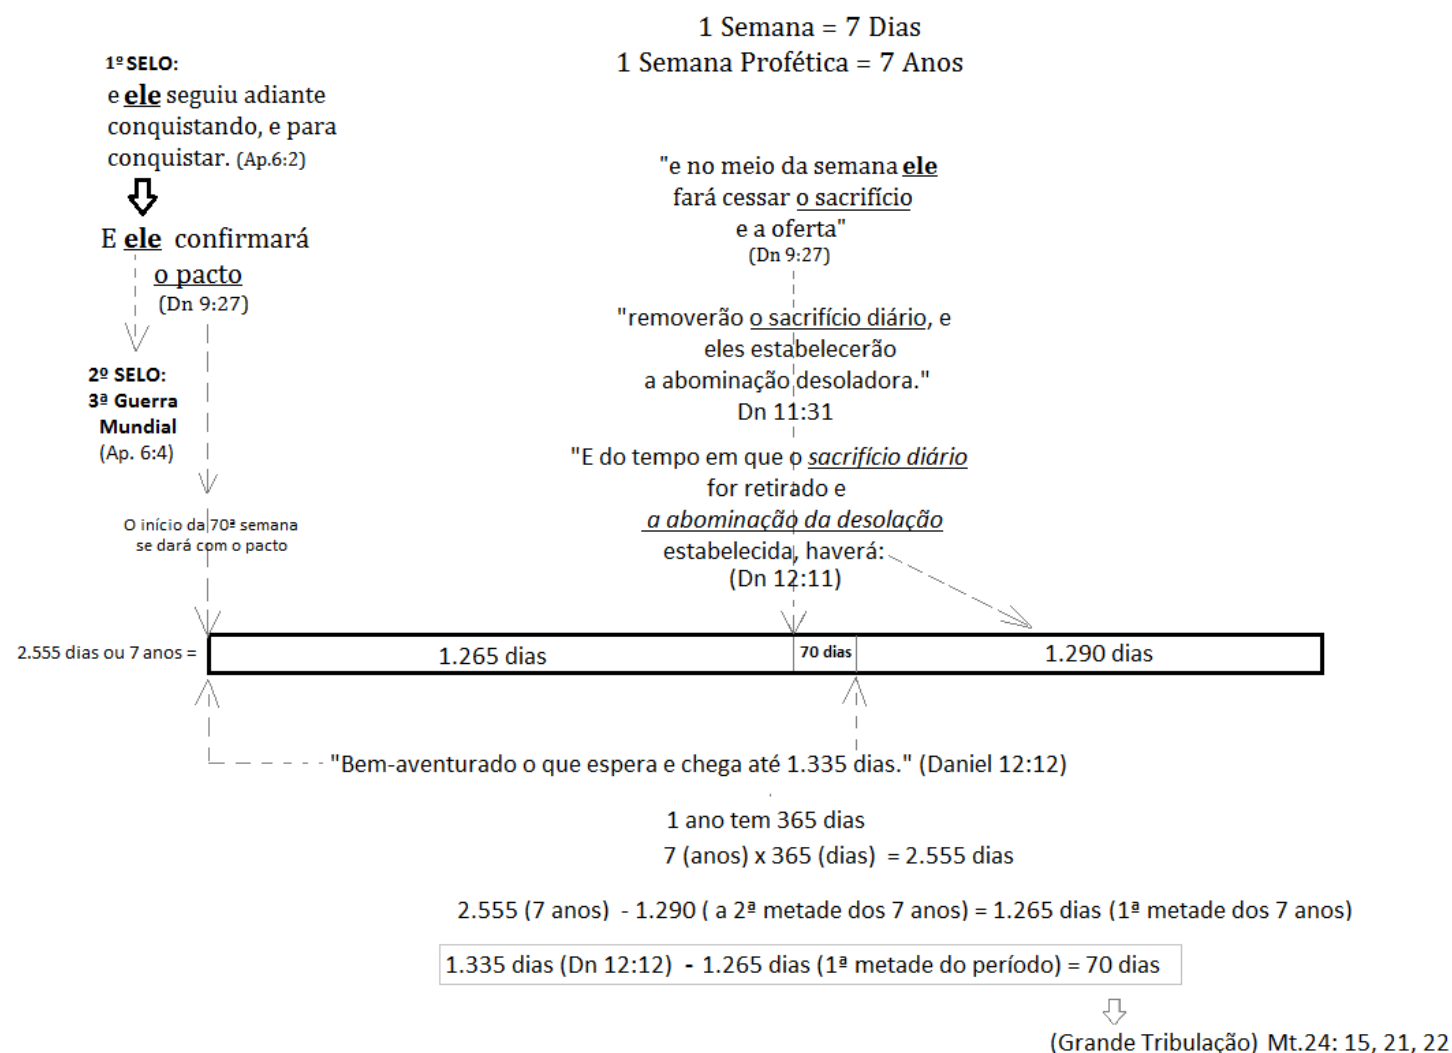 1 Semana = 7 Dias
1 Semana Profética = 7 Anos
1º SELO:
e ele seguiu adiante
conquistando, e para
conquistar. (Ap.6:2)
E ele confirmará
o pacto
(Dn 9:27)
2º SELO:
3ª Guerra
Mundial
(Ap. 6:4)
O início da 70ª semana
se dará com o pacto
"e no meio da semana ele
fará cessar o sacrifício
e a oferta"
(Dn 9:27)
"removerão o sacrifício diário, e
eles estabelecerão
a abominação desoladora."
Dn 11:31
"E do tempo em que o sacrifício diário
for retirado e
a abominação da desolação
estabelecida, haverá:
(Dn 12:11)
2.555 dias ou 7 anos =
1.265 dias
70 dias
1.290 dias
"Bem-aventurado o que espera e chega até 1.335 dias." (Daniel 12:12)
1 ano tem 365 dias
7 (anos) x 365 (dias) = 2.555 dias
2.555 (7 anos) - 1.290 ( a 2ª metade dos 7 anos) = 1.265 dias (1ª metade dos 7 anos)
1.335 dias (Dn 12:12) - 1.265 dias (1ª metade do período) = 70 dias
(Grande Tribulação) Mt.24: 15, 21, 22